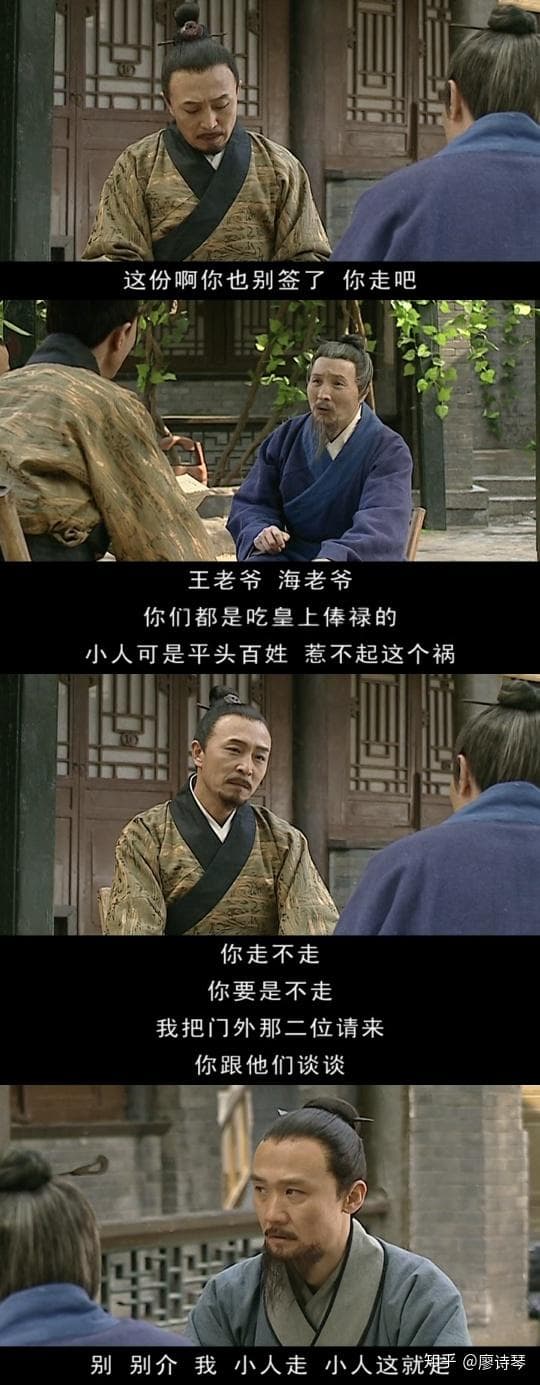 这份啊你也别签了 你走吧
王老爷 海老爷
你们都是吃皇上俸禄的
小人可是平头百姓 惹不起这个祸
你走不走
你要是不走
我把门外那二位请来
你跟他们谈谈
别 别介 我 小人走 小人这就走
知乎 @廖诗琴